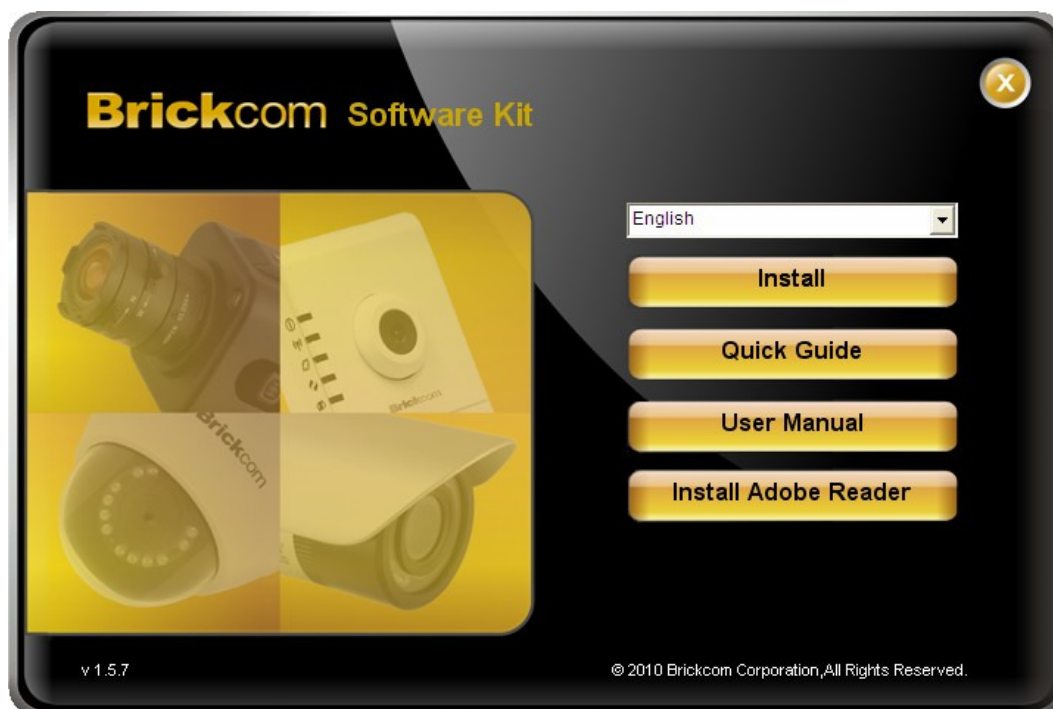 Brickcom Software Kit
X
English
Install
Quick Guide
User Manual
Install Adobe Reader
Brickcom
Brickcom
v 1.5.7
© 2010 Brickcom Corporation,All Rights Reserved.